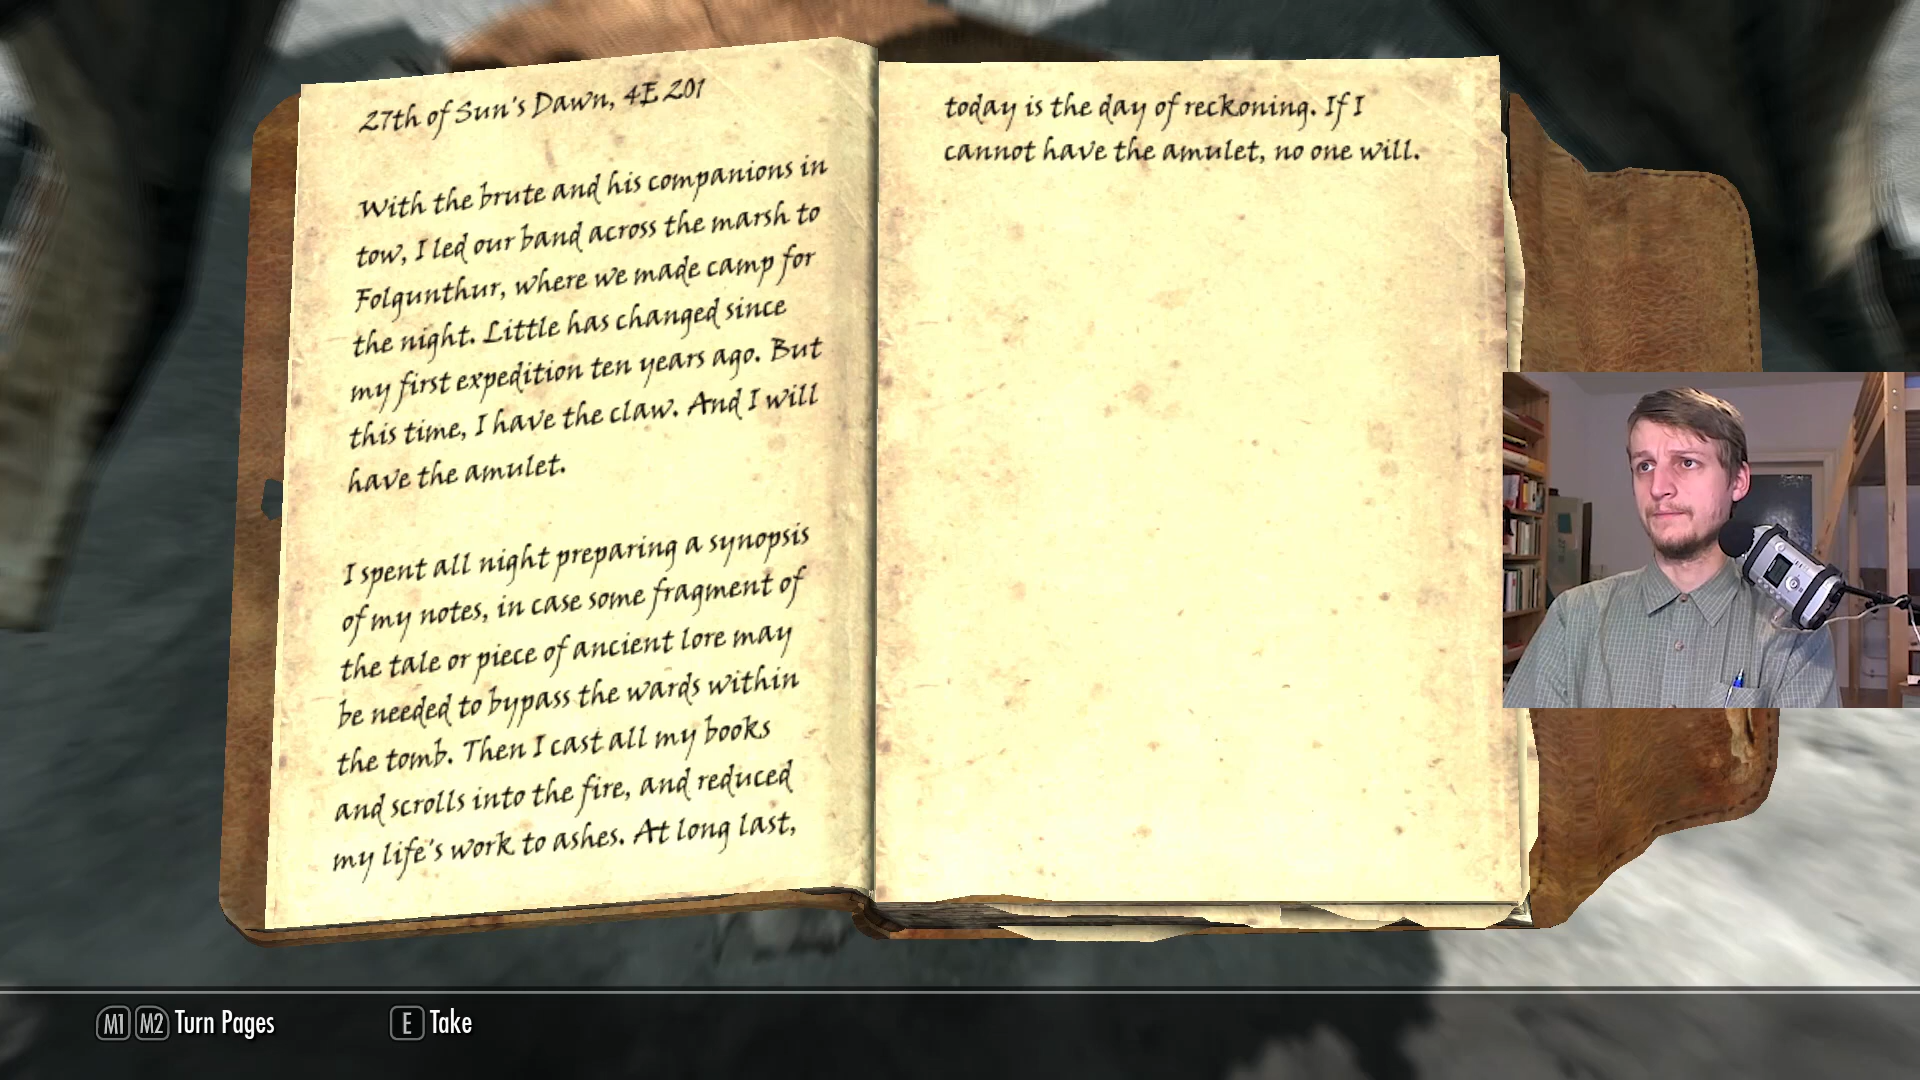 27th of Sun's Dawn, 4E 201
With the brute and his companions in
tow, I led our band across the marsh to
Folgunthur, where we made camp for
the night. Little has changed since
my first expedition ten years ago. But
this time, I have the claw. And I will
have the amulet.
I spent all night preparing a synopsis
of my notes, in case some fragment of
the tale or piece of ancient lore may
be needed to bypass the wards within
the tomb. Then I cast all my books
and scrolls into the fire, and reduced
my life's work to ashes. At long last,
today is the day of reckoning. If I
cannot have the amulet, no one will.
M1 M2 Turn Pages
E Take